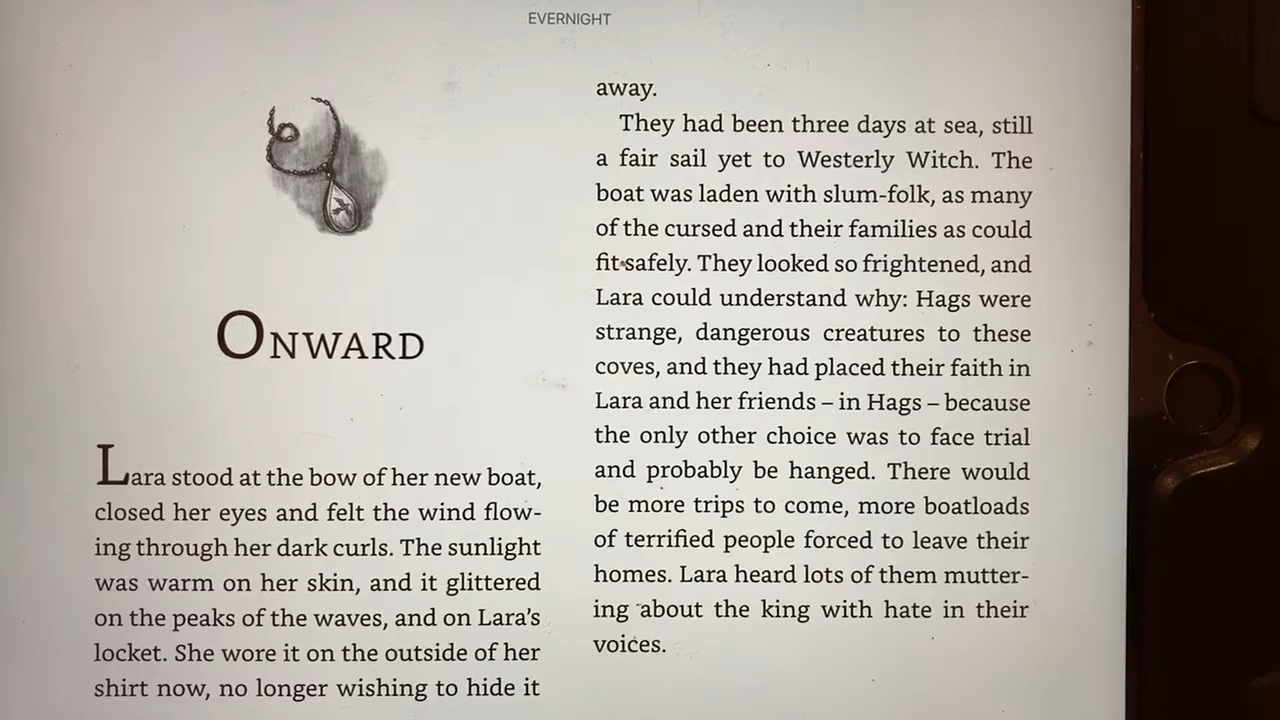 EVERNIGHT
ONWARD
Lara stood at the bow of her new boat,
closed her eyes and felt the wind flow-
ing through her dark curls. The sunlight
was warm on her skin, and it glittered
on the peaks of the waves, and on Lara’s
locket. She wore it on the outside of her
shirt now, no longer wishing to hide it
away.
They had been three days at sea, still
a fair sail yet to Westerly Witch. The
boat was laden with slum-folk, as many
of the cursed and their families as could
fit safely. They looked so frightened, and
Lara could understand why: Hags were
strange, dangerous creatures to these
coves, and they had placed their faith in
Lara and her friends – in Hags – because
the only other choice was to face trial
and probably be hanged. There would
be more trips to come, more boatloads
of terrified people forced to leave their
homes. Lara heard lots of them mutter-
ing about the king with hate in their
voices.